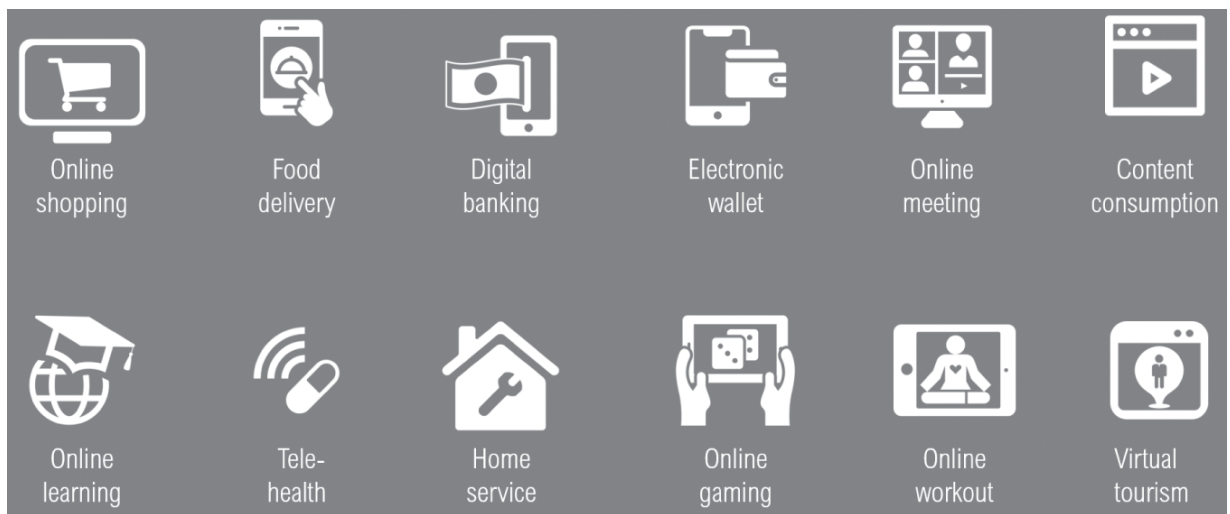 Online
shopping
Food
delivery
Digital
banking
Electronic
wallet
Online
meeting
Content
consumption
Online
learning
Tele-
health
Home
service
Online
gaming
Online
workout
Virtual
tourism